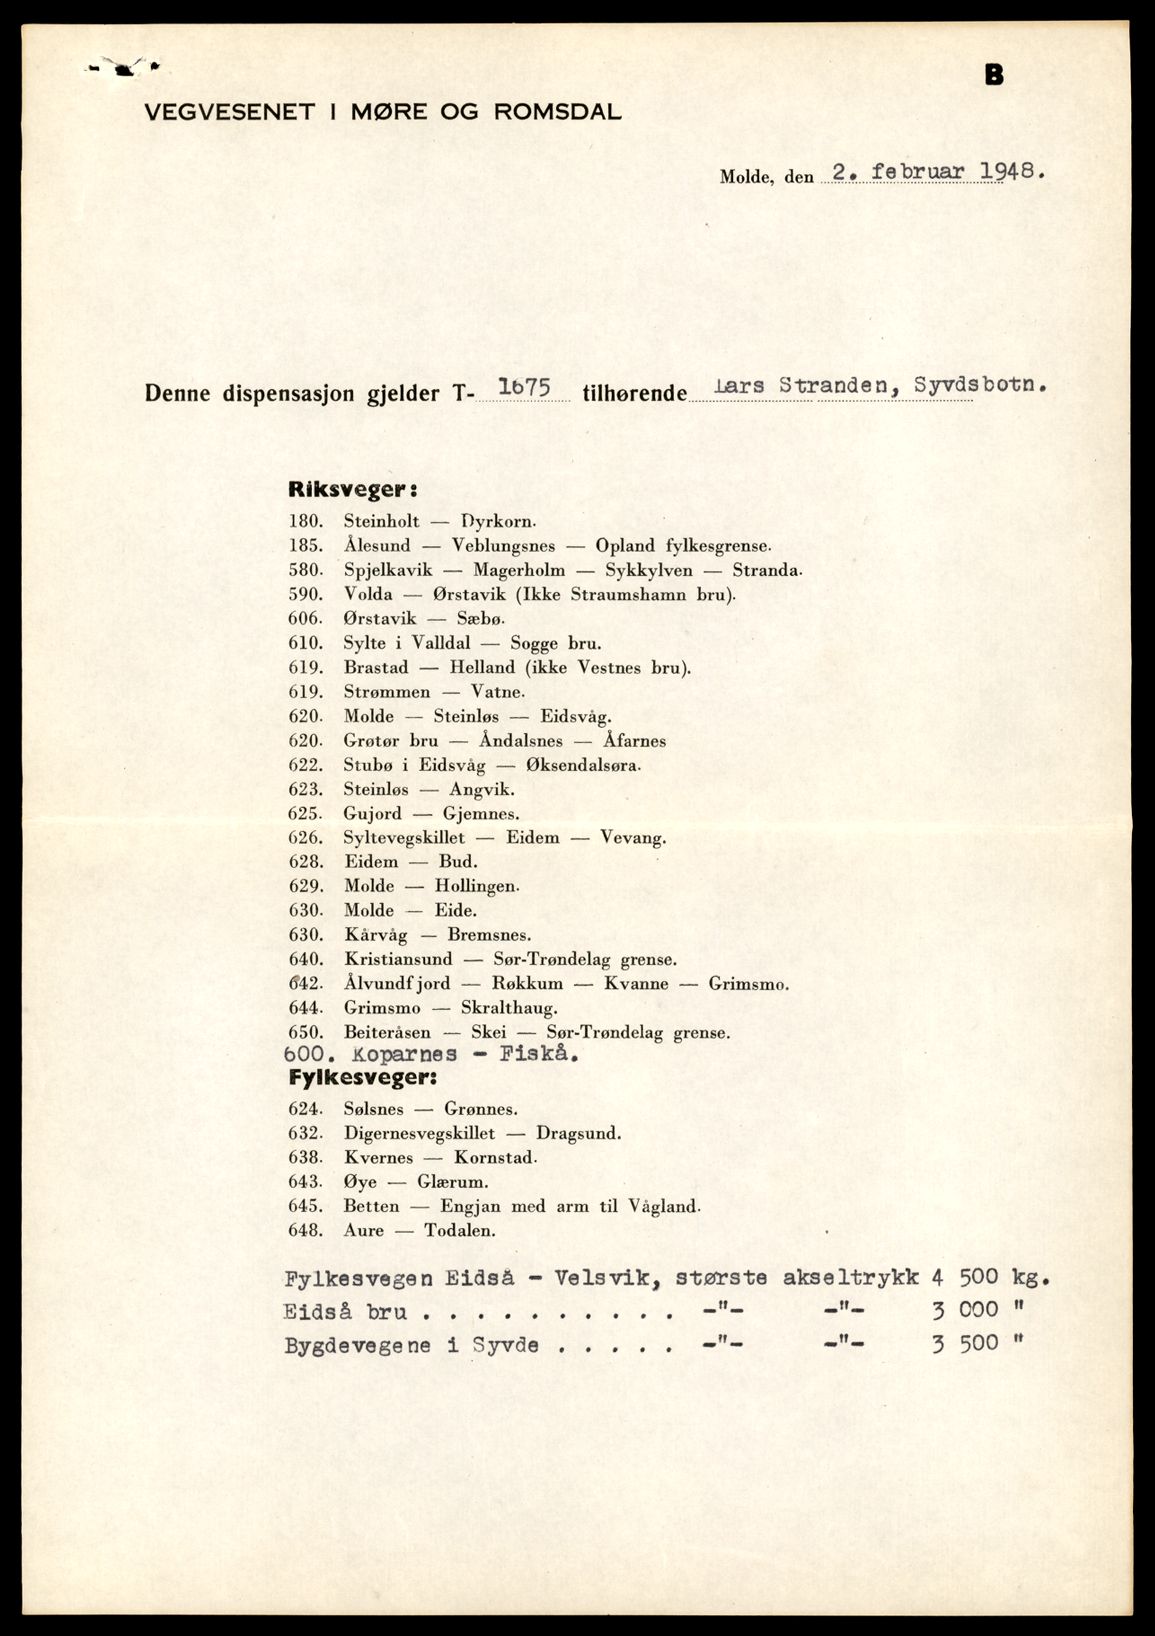 B
VEGVESENET I MØRE OG ROMSDAL
Molde, den 2. februar 1948.
Denne dispensasjon gjelder T- 1675 tilhørende Lars Stranden, Syvdsbotn.
Riksveger:
180. Steinholt — Dyrkorn.
185. Ålesund — Veblungsnes — Opland fylkesgrense.
580. Spjelkavik — Magerholm — Sykkylven — Stranda.
590. Volda — Ørstavik (Ikke Straumshamn bru).
606. Ørstavik — Sæbø.
610. Sylte i Valldal — Sogge bru.
619. Brastad — Helland (ikke Vestnes bru).
619. Strømmen — Vatne.
620. Molde — Steinløs — Eidsvåg.
620. Grøtør bru — Åndalsnes — Åfarnes
622. Stubø i Eidsvåg — Øksendalsøra.
623. Steinløs — Angvik.
625. Gujord — Gjemnes.
626. Syltevegskillet — Eidem — Vevang.
628. Eidem — Bud.
629. Molde — Hollingen.
630. Molde — Eide.
630. Kårvåg — Bremsnes.
640. Kristiansund — Sør-Trøndelag grense.
642. Ålvundfjord — Røkkum — Kvanne — Grimsmo.
644. Grimsmo — Skralthaug.
650. Beiteråsen — Skei — Sør-Trøndelag grense.
600. Koparnes - Fiskå.
Fylkesveger:
624. Sølsnes — Grønnes.
632. Digernesvegskillet — Dragsund.
638. Kvernes — Kornstad.
643. Øye — Glærum.
645. Betten — Engjan med arm til Vågland.
648. Aure — Todalen.
Fylkesvegen Eidså - Velsvik, største akseltrykk 4 500 kg.
Eidså bru . . . . . . . . . . -"- -"- 3 000 "
Bygdevegene i Syvde . . . . . -"- -"- 3 500 "